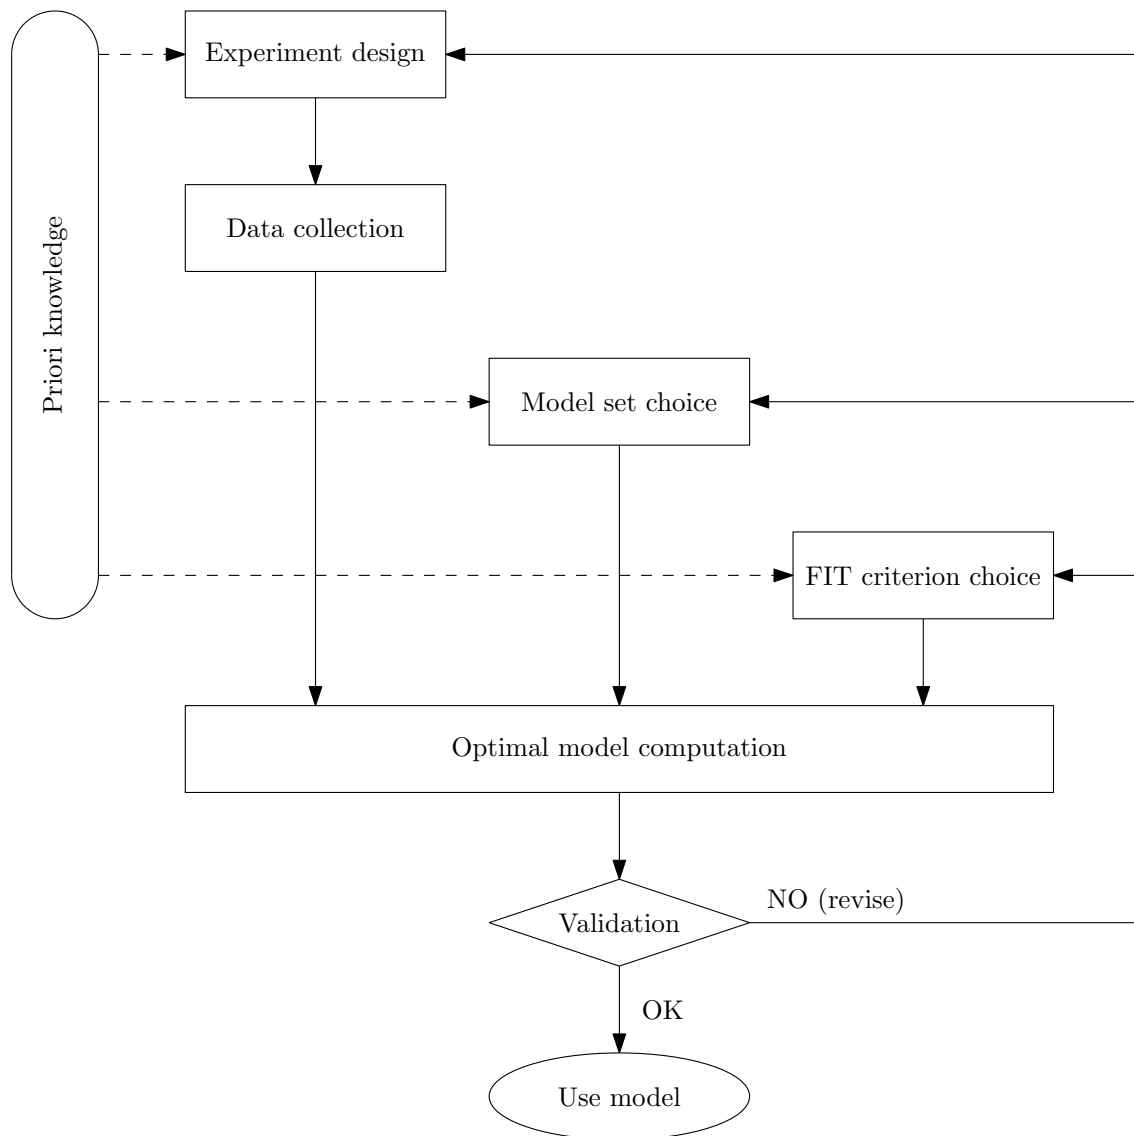 Experiment design
Data collection
Priori knowledge
Model set choice
FIT criterion choice
Optimal model computation
NO (revise)
Validation
OK
Use model